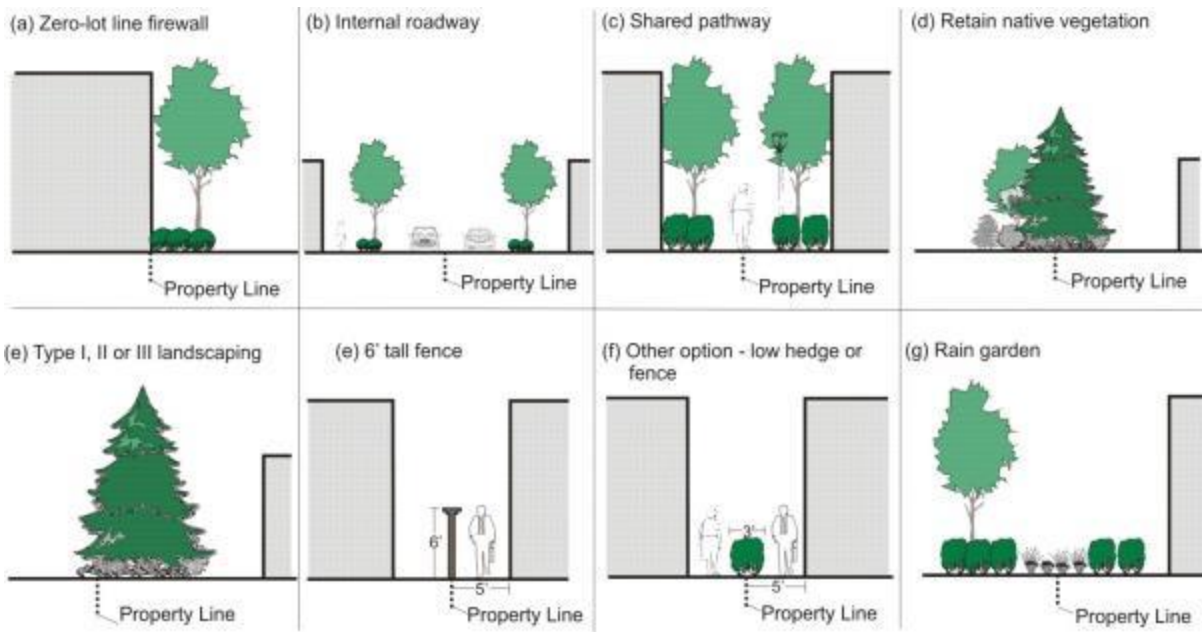 (a) Zero-lot line firewall
Property Line
(b) Internal roadway
Property Line
(c) Shared pathway
Property Line
(d) Retain native vegetation
Property Line
(e) Type I, II or III landscaping
Property Line
(e) 6' tall fence
6'
5'
Property Line
(f) Other option - low hedge or
fence
3'
5'
Property Line
(g) Rain garden
Property Line